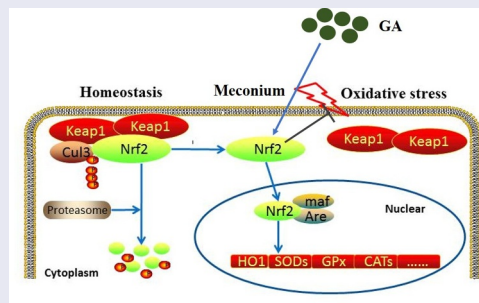 GA
Homeostasis
Meconium
Oxidative stress
Keap1
Keap1
Keap1
Keap1
Cul3
Nrf2
Nrf2
Proteasome
Nrf2
maf
Are
Nuclear
Cytoplasm
HO1 SODs GPx CATs ......